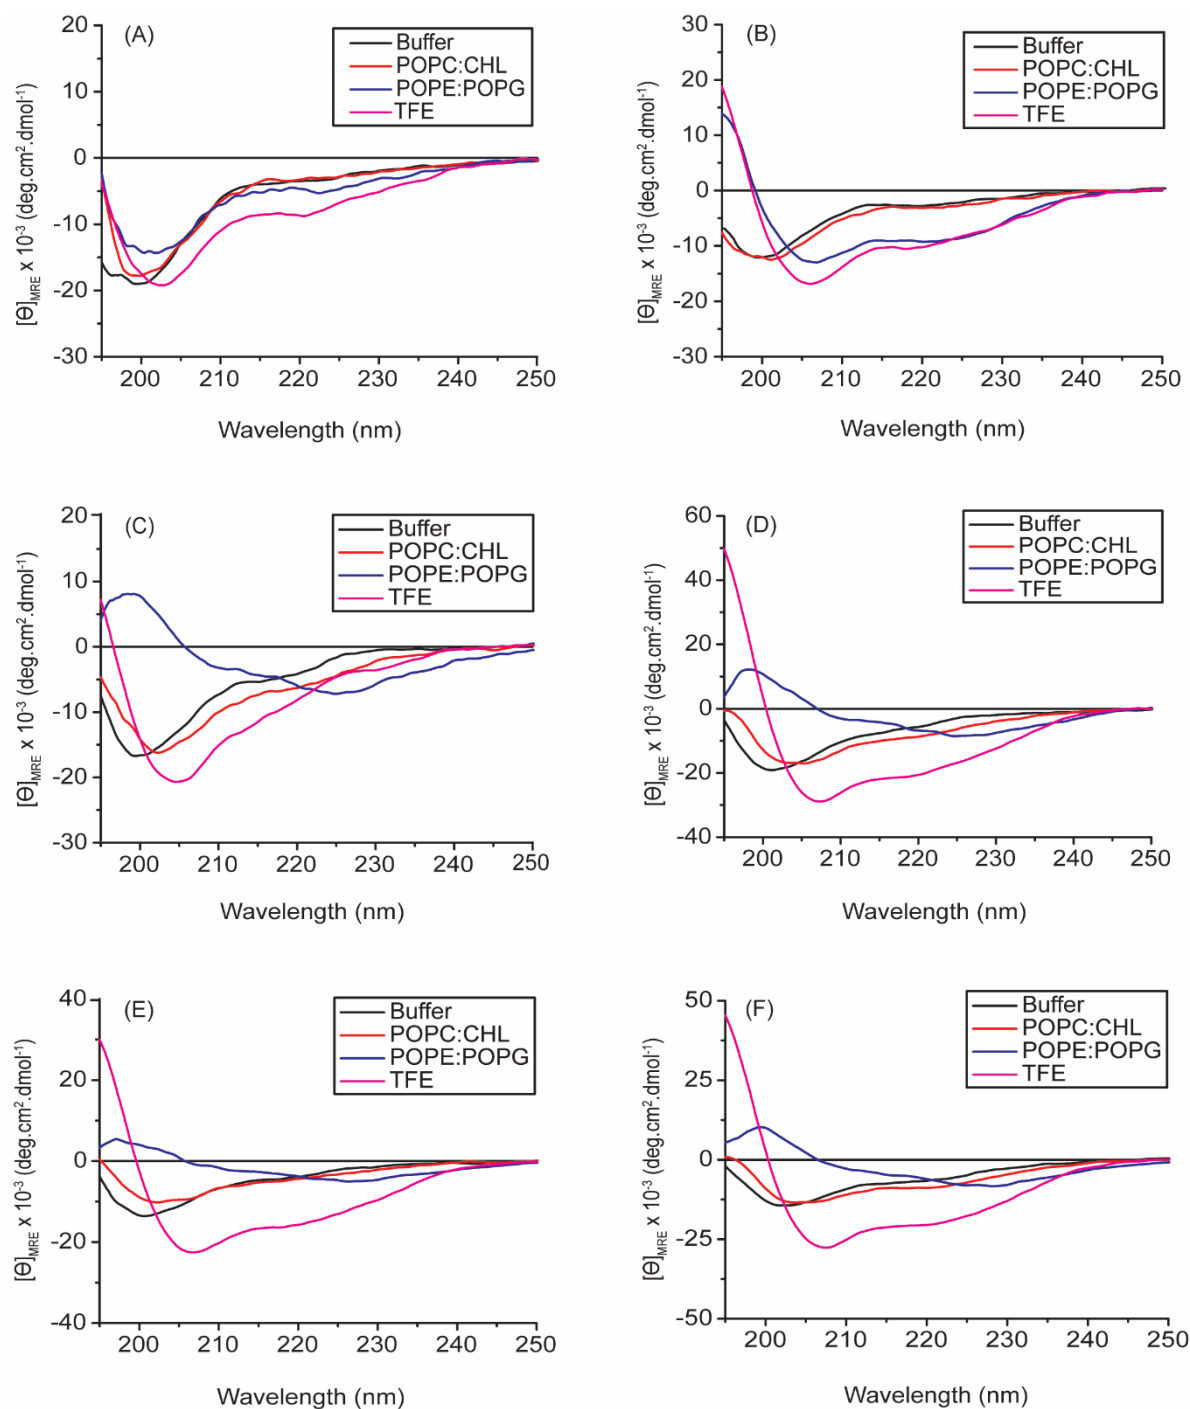 (A)
Buffer
POPC:CHL
POPE:POPG
TFE
20
10
0
-10
-20
-30
200 210 220 230 240 250
[Θ]MRE x 10-3 (deg.cm2.dmol-1)
Wavelength (nm)
(B)
Buffer
POPC:CHL
POPE:POPG
TFE
30
20
10
0
-10
-20
-30
200 210 220 230 240 250
[Θ]MRE x 10-3 (deg.cm2.dmol-1)
Wavelength (nm)
(C)
Buffer
POPC:CHL
POPE:POPG
TFE
20
10
0
-10
-20
-30
200 210 220 230 240 250
[Θ]MRE x 10-3 (deg.cm2.dmol-1)
Wavelength (nm)
(D)
Buffer
POPC:CHL
POPE:POPG
TFE
60
40
20
0
-20
-40
200 210 220 230 240 250
[Θ]MRE x 10-3 (deg.cm2.dmol-1)
Wavelength (nm)
(E)
Buffer
POPC:CHL
POPE:POPG
TFE
40
20
0
-20
-40
200 210 220 230 240 250
[Θ]MRE x 10-3 (deg.cm2.dmol-1)
Wavelength (nm)
(F)
Buffer
POPC:CHL
POPE:POPG
TFE
50
25
0
-25
-50
200 210 220 230 240 250
[Θ]MRE x 10-3 (deg.cm2.dmol-1)
Wavelength (nm)